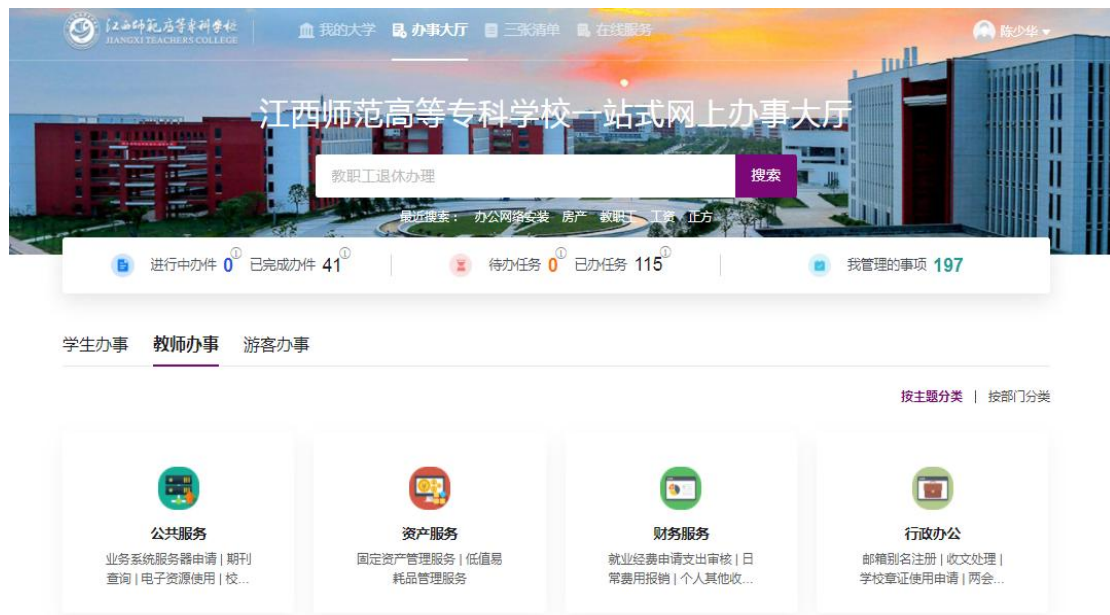 江西师范高等专科学校
JIANGXI TEACHERS COLLEGE
我的大学 办事大厅 三张清单 在线服务
陈少华
江西师范高等专科学校一站式网上办事大厅
教职工退休办理 搜索
最近搜索： 办公网络安装 房产 教职工 工资 正方
进行中办件 0 已完成办件 41 待办任务 0 已办任务 115 我管理的事项 197
学生办事 教师办事 游客办事
按主题分类 | 按部门分类
公共服务
业务系统服务器申请 | 期刊
查询 | 电子资源使用 | 校...
资产服务
固定资产管理服务 | 低值易
耗品管理服务
财务服务
就业经费申请支出审核 | 日
常费用报销 | 个人其他收...
行政办公
邮箱别名注册 | 收文处理 |
学校章证使用申请 | 两会...